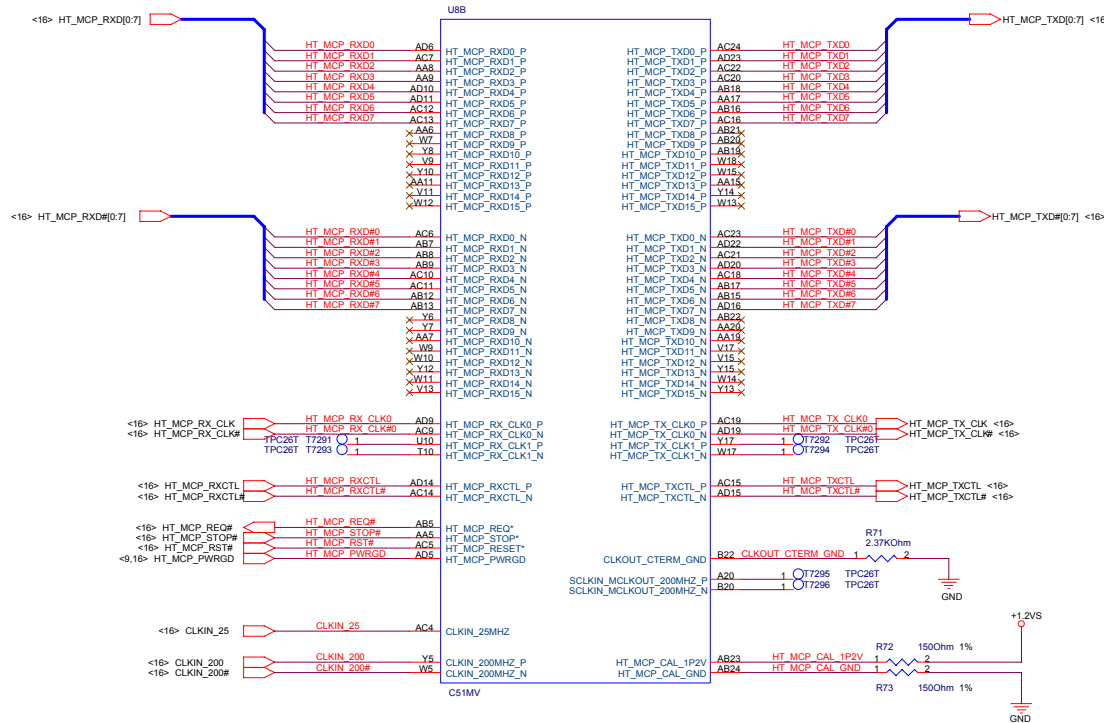 U8B
<16> HT_MCP_RXD[0:7]
HT_MCP_TXD[0:7] <16
HT_MCP_RXD0 AD6 HT_MCP_RXD0_P HT_MCP_TXD0_P AC24 HT_MCP_TXD0
HT_MCP_RXD1 AC7 HT_MCP_RXD1_P HT_MCP_TXD1_P AD23 HT_MCP_TXD1
HT_MCP_RXD2 AA8 HT_MCP_RXD2_P HT_MCP_TXD2_P AC22 HT_MCP_TXD2
HT_MCP_RXD3 AA9 HT_MCP_RXD3_P HT_MCP_TXD3_P AC20 HT_MCP_TXD3
HT_MCP_RXD4 AD10 HT_MCP_RXD4_P HT_MCP_TXD4_P AB18 HT_MCP_TXD4
HT_MCP_RXD5 AD11 HT_MCP_RXD5_P HT_MCP_TXD5_P AA17 HT_MCP_TXD5
HT_MCP_RXD6 AC12 HT_MCP_RXD6_P HT_MCP_TXD6_P AB16 HT_MCP_TXD6
HT_MCP_RXD7 AC13 HT_MCP_RXD7_P HT_MCP_TXD7_P AC16 HT_MCP_TXD7
AA6 HT_MCP_RXD8_P HT_MCP_TXD8_P AB21
W7 HT_MCP_RXD9_P HT_MCP_TXD9_P AB20
Y8 HT_MCP_RXD10_P HT_MCP_TXD10_P AB19
V9 HT_MCP_RXD11_P HT_MCP_TXD11_P W18
Y10 HT_MCP_RXD12_P HT_MCP_TXD12_P W15
AA11 HT_MCP_RXD13_P HT_MCP_TXD13_P AA15
V11 HT_MCP_RXD14_P HT_MCP_TXD14_P Y14
W12 HT_MCP_RXD15_P HT_MCP_TXD15_P W13
<16> HT_MCP_RXD#[0:7]
HT_MCP_TXD#[0:7] <16>
HT_MCP_RXD#0 AC6 HT_MCP_RXD0_N HT_MCP_TXD0_N AC23 HT_MCP_TXD#0
HT_MCP_RXD#1 AB7 HT_MCP_RXD1_N HT_MCP_TXD1_N AD22 HT_MCP_TXD#1
HT_MCP_RXD#2 AB8 HT_MCP_RXD2_N HT_MCP_TXD2_N AC21 HT_MCP_TXD#2
HT_MCP_RXD#3 AB9 HT_MCP_RXD3_N HT_MCP_TXD3_N AD20 HT_MCP_TXD#3
HT_MCP_RXD#4 AC10 HT_MCP_RXD4_N HT_MCP_TXD4_N AC18 HT_MCP_TXD#4
HT_MCP_RXD#5 AC11 HT_MCP_RXD5_N HT_MCP_TXD5_N AB17 HT_MCP_TXD#5
HT_MCP_RXD#6 AB12 HT_MCP_RXD6_N HT_MCP_TXD6_N AB15 HT_MCP_TXD#6
HT_MCP_RXD#7 AB13 HT_MCP_RXD7_N HT_MCP_TXD7_N AD16 HT_MCP_TXD#7
Y6 HT_MCP_RXD8_N HT_MCP_TXD8_N AB22
Y7 HT_MCP_RXD9_N HT_MCP_TXD9_N AA20
AA7 HT_MCP_RXD10_N HT_MCP_TXD10_N AA19
W9 HT_MCP_RXD11_N HT_MCP_TXD11_N V17
W10 HT_MCP_RXD12_N HT_MCP_TXD12_N V15
Y12 HT_MCP_RXD13_N HT_MCP_TXD13_N Y15
W11 HT_MCP_RXD14_N HT_MCP_TXD14_N W14
V13 HT_MCP_RXD15_N HT_MCP_TXD15_N Y13
<16> HT_MCP_RX_CLK HT_MCP_RX_CLK0 AD9 HT_MCP_RX_CLK0_P HT_MCP_TX_CLK0_P AC19 HT_MCP_TX_CLK0 HT_MCP_TX_CLK <16>
<16> HT_MCP_RX_CLK# HT_MCP_RX_CLK#0 AC9 HT_MCP_RX_CLK0_N HT_MCP_TX_CLK0_N AD19 HT_MCP_TX_CLK#0 HT_MCP_TX_CLK# <16>
TPC26T T7291 1 U10 HT_MCP_RX_CLK1_P HT_MCP_TX_CLK1_P Y17 1 T7292 TPC26T
TPC26T T7293 1 T10 HT_MCP_RX_CLK1_N HT_MCP_TX_CLK1_N W17 1 T7294 TPC26T
<16> HT_MCP_RXCTL HT_MCP_RXCTL AD14 HT_MCP_RXCTL_P HT_MCP_TXCTL_P AC15 HT_MCP_TXCTL HT_MCP_TXCTL <16>
<16> HT_MCP_RXCTL# HT_MCP_RXCTL# AC14 HT_MCP_RXCTL_N HT_MCP_TXCTL_N AD15 HT_MCP_TXCTL# HT_MCP_TXCTL# <16>
<16> HT_MCP_REQ# HT_MCP_REQ# AB5 HT_MCP_REQ*
<16> HT_MCP_STOP# HT_MCP_STOP# AA5 HT_MCP_STOP*
<16> HT_MCP_RST# HT_MCP_RST# AC5 HT_MCP_RESET*
<9,16> HT_MCP_PWRGD HT_MCP_PWRGD AD5 HT_MCP_PWRGD
R71
2.37KOhm
CLKOUT_CTERM_GND B22 CLKOUT_CTERM_GND 1 2
GND
SCLKIN_MCLKOUT_200MHZ_P A20 1 T7295 TPC26T
SCLKIN_MCLKOUT_200MHZ_N B20 1 T7296 TPC26T
<16> CLKIN_25 CLKIN_25 AC4 CLKIN_25MHZ
+1.2VS
<16> CLKIN_200 CLKIN_200 Y5 CLKIN_200MHZ_P
<16> CLKIN_200# CLKIN_200# W5 CLKIN_200MHZ_N
R72 150Ohm 1%
HT_MCP_CAL_1P2V AB23 HT_MCP_CAL_1P2V 1 2
HT_MCP_CAL_GND AB24 HT_MCP_CAL_GND 1 2
R73 150Ohm 1%
GND
C51MV